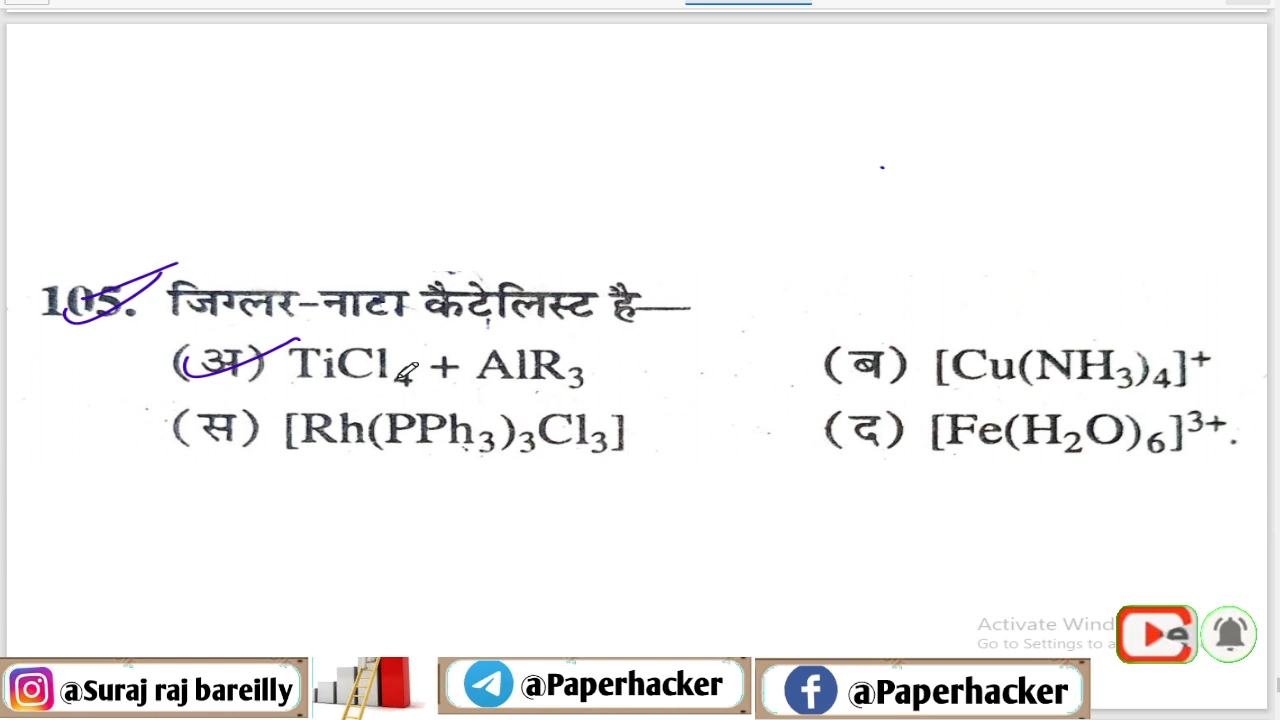 105. जिग्लर-नाटा कैटेलिस्ट है—
(अ) TiCl₄ + AlR₃ (ब) [Cu(NH₃)₄]⁺
(स) [Rh(PPh₃)₃Cl₃] (द) [Fe(H₂O)₆]³⁺.
Activate Wind
Go to Settings to a
@Suraj raj bareilly @Paperhacker @Paperhacker